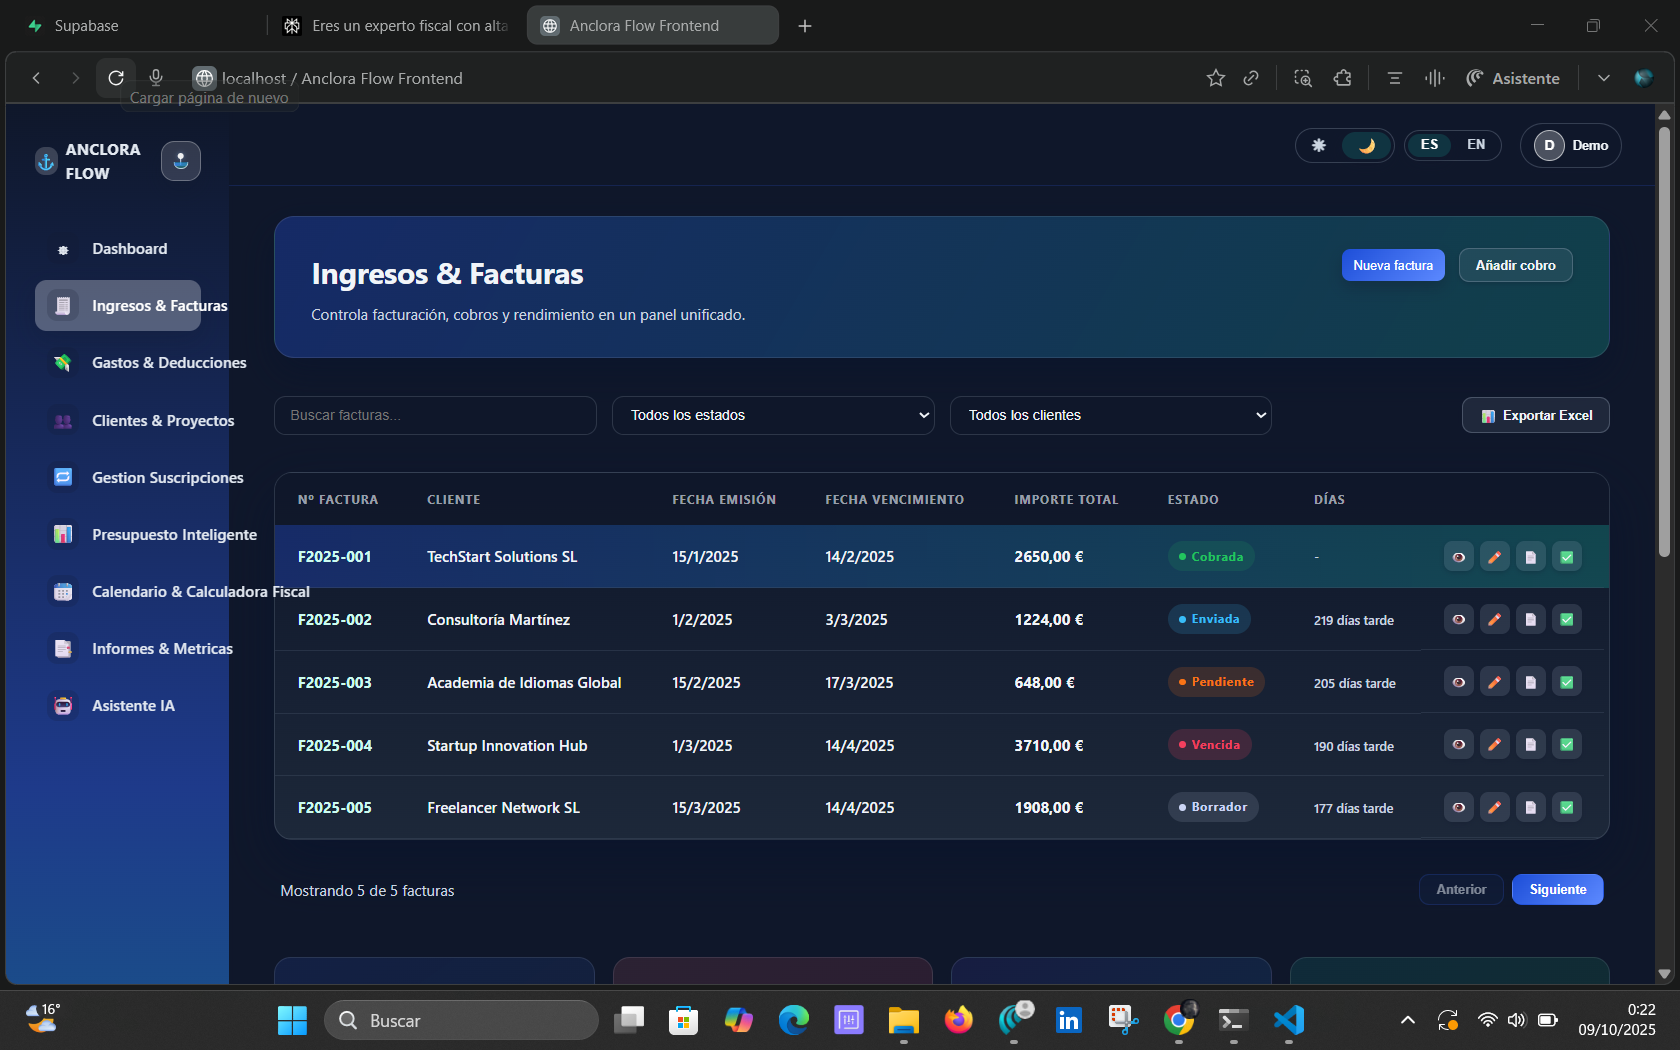 Supabase
Eres un experto fiscal con alta
Anclora Flow Frontend
localhost / Anclora Flow Frontend
Asistente
Cargar página de nuevo
ANCLORA
FLOW
ES
EN
D
Demo
Dashboard
Ingresos & Facturas
Gastos & Deducciones
Clientes & Proyectos
Gestion Suscripciones
Presupuesto Inteligente
Calendario & Calculadora Fiscal
Informes & Metricas
Asistente IA
Ingresos & Facturas
Controla facturación, cobros y rendimiento en un panel unificado.
Nueva factura
Añadir cobro
Buscar facturas...
Todos los estados
Todos los clientes
Exportar Excel
Nº FACTURA CLIENTE FECHA EMISIÓN FECHA VENCIMIENTO IMPORTE TOTAL ESTADO DÍAS
F2025-001 TechStart Solutions SL 15/1/2025 14/2/2025 2650,00 € Cobrada -
F2025-002 Consultoría Martínez 1/2/2025 3/3/2025 1224,00 € Enviada 219 días tarde
F2025-003 Academia de Idiomas Global 15/2/2025 17/3/2025 648,00 € Pendiente 205 días tarde
F2025-004 Startup Innovation Hub 1/3/2025 14/4/2025 3710,00 € Vencida 190 días tarde
F2025-005 Freelancer Network SL 15/3/2025 14/4/2025 1908,00 € Borrador 177 días tarde
Mostrando 5 de 5 facturas
Anterior
Siguiente
16°
Buscar
0:22
09/10/2025